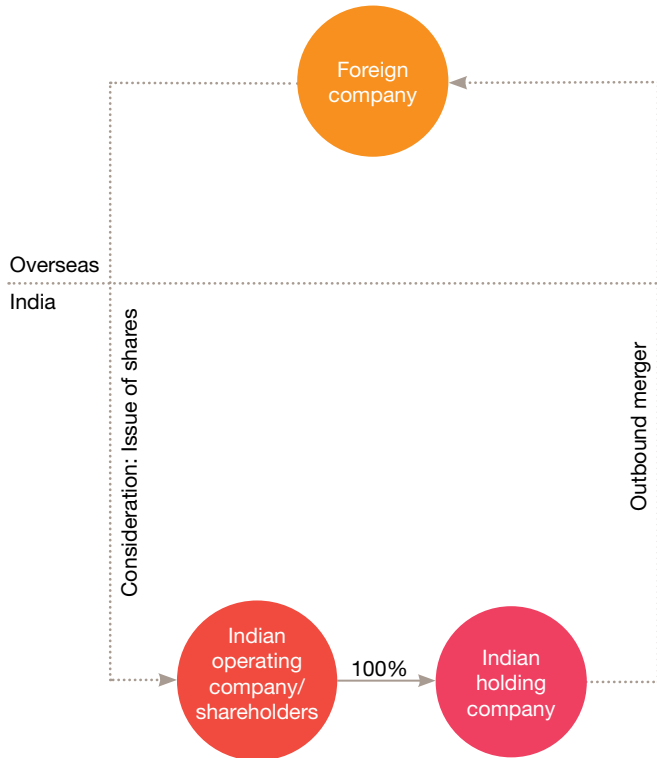 Foreign
company
Overseas
India
Consideration: Issue of shares
Outbound merger
Indian
operating
company/
shareholders
100%
Indian
holding
company